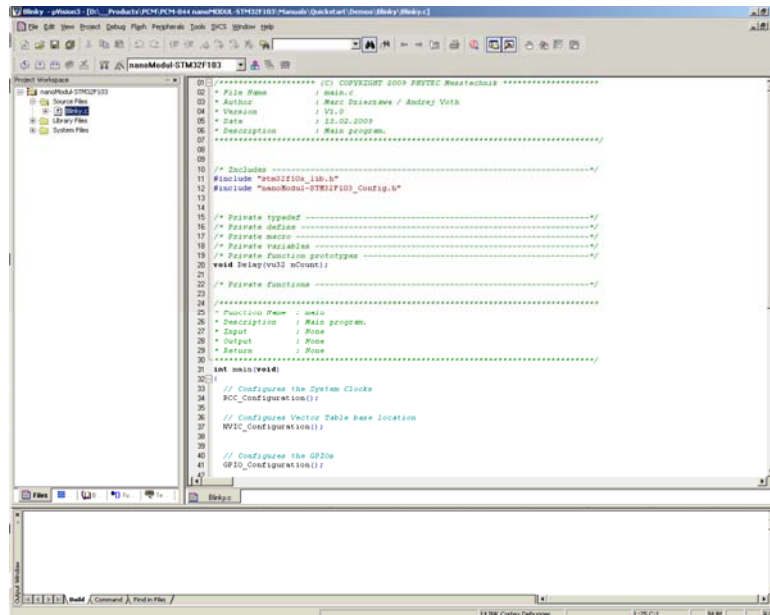 Blinky - µVision3 - [D:\__Products\PCM\PCM-044 nanoMODUL-STM32F103\Manuals\Quickstart\Demos\Blinky\Blinky.c]
File Edit View Project Debug Flash Peripherals Tools SVCS Window Help
nanoModul-STM32F103
Project Workspace
nanoModul-STM32F103
Source Files
Blinky.c
Library Files
System Files
01 /******************** (C) COPYRIGHT 2009 PHYTEC Messtechnik ********************
02 * File Name : main.c
03 * Author : Marc Dzieszwa / Andrej Voth
04 * Version : V1.0
05 * Date : 13.02.2009
06 * Description : Main program.
07 *******************************************************************************/
08
09
10 /* Includes ------------------------------------------------------------------*/
11 #include "stm32f10x_lib.h"
12 #include "nanoModul-STM32F103_Config.h"
13
14
15 /* Private typedef -----------------------------------------------------------*/
16 /* Private define ------------------------------------------------------------*/
17 /* Private macro -------------------------------------------------------------*/
18 /* Private variables ---------------------------------------------------------*/
19 /* Private function prototypes -----------------------------------------------*/
20 void Delay(vu32 nCount);
21
22 /* Private functions ---------------------------------------------------------*/
23
24 /*******************************************************************************
25 * Function Name : main
26 * Description : Main program.
27 * Input : None
28 * Output : None
29 * Return : None
30 *******************************************************************************/
31 int main(void)
32 {
33 // Configures the System Clocks
34 RCC_Configuration();
35
36 // Configures Vector Table base location
37 NVIC_Configuration();
38
39
40 // Configures the GPIOs
41 GPIO_Configuration();
42
Files
Blinky.c
Output Window
Build Command Find in Files
ULINK Cortex Debugger L:25 C:1 NUM